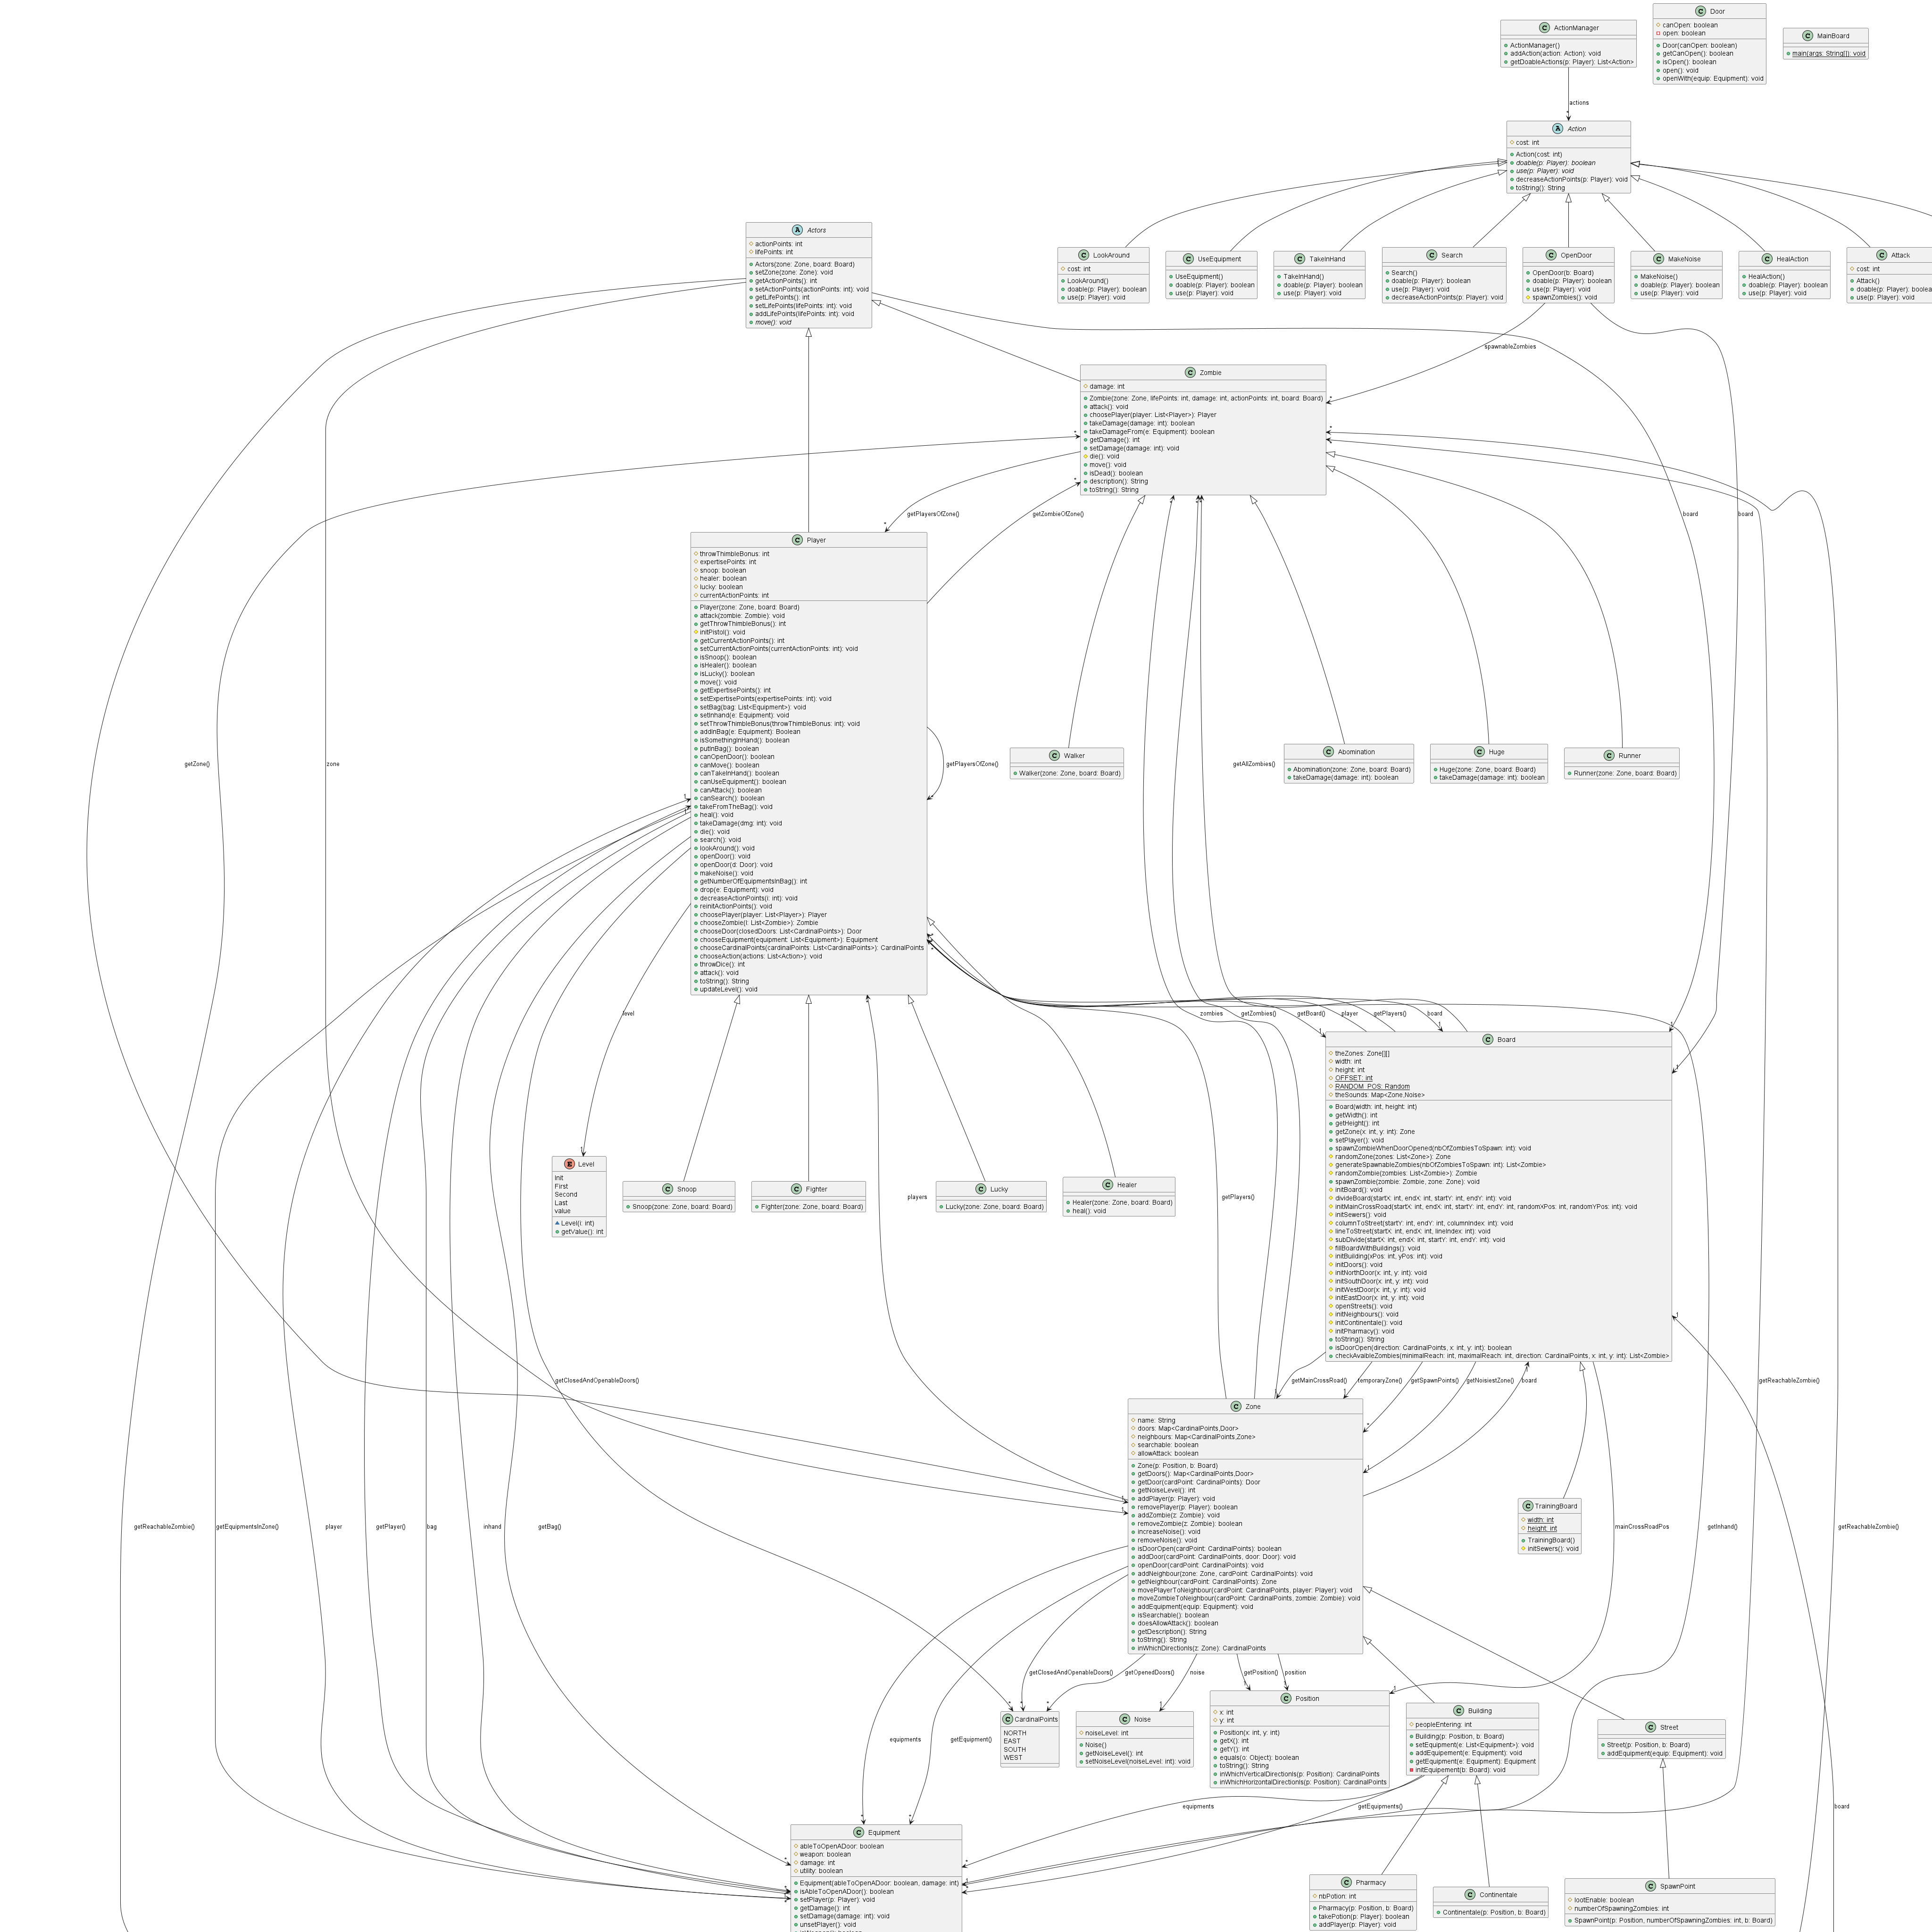 ActionManager
ActionManager()
addAction(action: Action): void
getDoableActions(p: Player): List<Action>
Door
canOpen: boolean
open: boolean
Door(canOpen: boolean)
getCanOpen(): boolean
isOpen(): boolean
open(): void
openWith(equip: Equipment): void
MainBoard
main(args: String[]): void
actions
Action
cost: int
Action(cost: int)
doable(p: Player): boolean
use(p: Player): void
decreaseActionPoints(p: Player): void
toString(): String
Actors
actionPoints: int
lifePoints: int
Actors(zone: Zone, board: Board)
setZone(zone: Zone): void
getActionPoints(): int
setActionPoints(actionPoints: int): void
getLifePoints(): int
setLifePoints(lifePoints: int): void
addLifePoints(lifePoints: int): void
move(): void
LookAround
cost: int
LookAround()
doable(p: Player): boolean
use(p: Player): void
UseEquipment
UseEquipment()
doable(p: Player): boolean
use(p: Player): void
TakeInHand
TakeInHand()
doable(p: Player): boolean
use(p: Player): void
Search
Search()
doable(p: Player): boolean
use(p: Player): void
decreaseActionPoints(p: Player): void
OpenDoor
OpenDoor(b: Board)
doable(p: Player): boolean
use(p: Player): void
spawnZombies(): void
MakeNoise
MakeNoise()
doable(p: Player): boolean
use(p: Player): void
HealAction
HealAction()
doable(p: Player): boolean
use(p: Player): void
Attack
cost: int
Attack()
doable(p: Player): boolea
use(p: Player): void
spawnableZombies
Zombie
damage: int
Zombie(zone: Zone, lifePoints: int, damage: int, actionPoints: int, board: Board)
attack(): void
choosePlayer(player: List<Player>): Player
takeDamage(damage: int): boolean
takeDamageFrom(e: Equipment): boolean
getDamage(): int
setDamage(damage: int): void
die(): void
move(): void
isDead(): boolean
description(): String
toString(): String
getPlayersOfZone()
getZombieOfZone()
board
board
Player
throwThimbleBonus: int
expertisePoints: int
snoop: boolean
healer: boolean
lucky: boolean
currentActionPoints: int
Player(zone: Zone, board: Board)
attack(zombie: Zombie): void
getThrowThimbleBonus(): int
initPistol(): void
getCurrentActionPoints(): int
setCurrentActionPoints(currentActionPoints: int): void
isSnoop(): boolean
isHealer(): boolean
isLucky(): boolean
move(): void
getExpertisePoints(): int
setExpertisePoints(expertisePoints: int): void
setBag(bag: List<Equipment>): void
setInhand(e: Equipment): void
setThrowThimbleBonus(throwThimbleBonus: int): void
addInBag(e: Equipment): Boolean
isSomethingInHand(): boolean
putInBag(): boolean
canOpenDoor(): boolean
canMove(): boolean
canTakeInHand(): boolean
canUseEquipment(): boolean
canAttack(): boolean
canSearch(): boolean
takeFromTheBag(): void
heal(): void
takeDamage(dmg: int): void
die(): void
search(): void
lookAround(): void
openDoor(): void
openDoor(d: Door): void
makeNoise(): void
getNumberOfEquipmentsInBag(): int
drop(e: Equipment): void
decreaseActionPoints(i: int): void
reinitActionPoints(): void
choosePlayer(player: List<Player>): Player
chooseZombie(l: List<Zombie>): Zombie
chooseDoor(closedDoors: List<CardinalPoints>): Door
chooseEquipment(equipment: List<Equipment>): Equipment
chooseCardinalPoints(cardinalPoints: List<CardinalPoints>): CardinalPoints
chooseAction(actions: List<Action>): void
throwDice(): int
attack(): void
toString(): String
updateLevel(): void
getZone()
zone
getPlayersOfZone()
Walker
Walker(zone: Zone, board: Board)
getAllZombies()
Abomination
Abomination(zone: Zone, board: Board)
takeDamage(damage: int): boolean
Huge
Huge(zone: Zone, board: Board)
takeDamage(damage: int): boolean
Runner
Runner(zone: Zone, board: Board)
level
zombies
getZombies()
getBoard()
player
getPlayers()
board
Board
theZones: Zone[][]
width: int
height: int
OFFSET: int
RANDOM_POS: Random
theSounds: Map<Zone,Noise>
Board(width: int, height: int)
getWidth(): int
getHeight(): int
getZone(x: int, y: int): Zone
setPlayer(): void
spawnZombieWhenDoorOpened(nbOfZombiesToSpawn: int): void
randomZone(zones: List<Zone>): Zone
generateSpawnableZombies(nbOfZombiesToSpawn: int): List<Zombie>
randomZombie(zombies: List<Zombie>): Zombie
spawnZombie(zombie: Zombie, zone: Zone): void
initBoard(): void
divideBoard(startX: int, endX: int, startY: int, endY: int): void
initMainCrossRoad(startX: int, endX: int, startY: int, endY: int, randomXPos: int, randomYPos: int): void
initSewers(): void
columnToStreet(startY: int, endY: int, columnIndex: int): void
lineToStreet(startX: int, endX: int, lineIndex: int): void
subDivide(startX: int, endX: int, startY: int, endY: int): void
fillBoardWithBuildings(): void
initBuilding(xPos: int, yPos: int): void
initDoors(): void
initNorthDoor(x: int, y: int): void
initSouthDoor(x: int, y: int): void
initWestDoor(x: int, y: int): void
initEastDoor(x: int, y: int): void
openStreets(): void
initNeighbours(): void
initContinentale(): void
initPharmacy(): void
toString(): String
isDoorOpen(direction: CardinalPoints, x: int, y: int): boolean
checkAvaibleZombies(minimalReach: int, maximalReach: int, direction: CardinalPoints, x: int, y: int): List<Zombie>
Level
Init
First
Second
Last
value
Level(i: int)
getValue(): int
Snoop
Snoop(zone: Zone, board: Board)
Fighter
Fighter(zone: Zone, board: Board)
players
Lucky
Lucky(zone: Zone, board: Board)
Healer
Healer(zone: Zone, board: Board)
heal(): void
getPlayers()
getClosedAndOpenableDoors()
getMainCrossRoad()
temporaryZone()
getSpawnPoints()
getNoisiestZone()
board
getReachableZombie()
Zone
name: String
doors: Map<CardinalPoints,Door>
neighbours: Map<CardinalPoints,Zone>
searchable: boolean
allowAttack: boolean
Zone(p: Position, b: Board)
getDoors(): Map<CardinalPoints,Door>
getDoor(cardPoint: CardinalPoints): Door
getNoiseLevel(): int
addPlayer(p: Player): void
removePlayer(p: Player): boolean
addZombie(z: Zombie): void
removeZombie(z: Zombie): boolean
increaseNoise(): void
removeNoise(): void
isDoorOpen(cardPoint: CardinalPoints): boolean
addDoor(cardPoint: CardinalPoints, door: Door): void
openDoor(cardPoint: CardinalPoints): void
addNeighbour(zone: Zone, cardPoint: CardinalPoints): void
getNeighbour(cardPoint: CardinalPoints): Zone
movePlayerToNeighbour(cardPoint: CardinalPoints, player: Player): void
moveZombieToNeighbour(cardPoint: CardinalPoints, zombie: Zombie): void
addEquipment(equip: Equipment): void
isSearchable(): boolean
doesAllowAttack(): boolean
getDescription(): String
toString(): String
inWhichDirectionIs(z: Zone): CardinalPoints
TrainingBoard
width: int
height: int
TrainingBoard()
initSewers(): void
getReachableZombie()
getEquipmentsInZone()
player
getPlayer()
bag
inhand
getBag()
mainCrossRoadPos
getInhand()
getReachableZombie()
getClosedAndOpenableDoors()
getOpenedDoors()
noise
getPosition()
position
equipments
getEquipment()
CardinalPoints
NORTH
EAST
SOUTH
WEST
Noise
noiseLevel: int
Noise()
getNoiseLevel(): int
setNoiseLevel(noiseLevel: int): void
Position
x: int
y: int
Position(x: int, y: int)
getX(): int
getY(): int
equals(o: Object): boolean
toString(): String
inWhichVerticalDirectionIs(p: Position): CardinalPoints
inWhichHorizontalDirectionIs(p: Position): CardinalPoints
Building
peopleEntering: int
Building(p: Position, b: Board)
setEquipment(e: List<Equipment>): void
addEquipement(e: Equipment): void
getEquipment(e: Equipment): Equipment
initEquipement(b: Board): void
Street
Street(p: Position, b: Board)
addEquipment(equip: Equipment): void
equipments
getEquipments()
board
Equipment
ableToOpenADoor: boolean
weapon: boolean
damage: int
utility: boolean
Equipment(ableToOpenADoor: boolean, damage: int)
isAbleToOpenADoor(): boolean
setPlayer(p: Player): void
getDamage(): int
setDamage(damage: int): void
unsetPlayer(): void
Pharmacy
nbPotion: int
Pharmacy(p: Position, b: Board)
takePotion(p: Player): boolean
addPlayer(p: Player): void
Continentale
Continentale(p: Position, b: Board)
SpawnPoint
lootEnable: boolean
numberOfSpawningZombies: int
SpawnPoint(p: Position, numberOfSpawningZombies: int, b: Board)